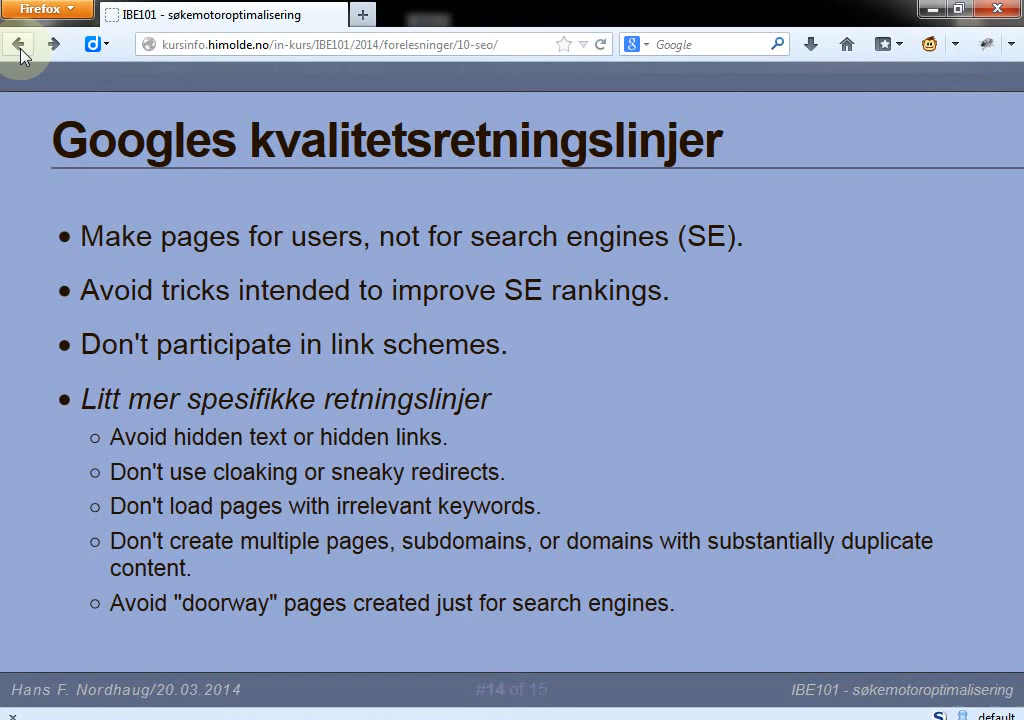 Firefox
IBE101 - søkemotoroptimalisering
kursinfo.himolde.no/in-kurs/IBE101/2014/forelesninger/10-seo/
Google
Googles kvalitetsretningslinjer
Make pages for users, not for search engines (SE).
Avoid tricks intended to improve SE rankings.
Don't participate in link schemes.
Litt mer spesifikke retningslinjer
Avoid hidden text or hidden links.
Don't use cloaking or sneaky redirects.
Don't load pages with irrelevant keywords.
Don't create multiple pages, subdomains, or domains with substantially duplicate
content.
Avoid "doorway" pages created just for search engines.
Hans F. Nordhaug/20.03.2014
#14 of 15
IBE101 - søkemotoroptimalisering
default